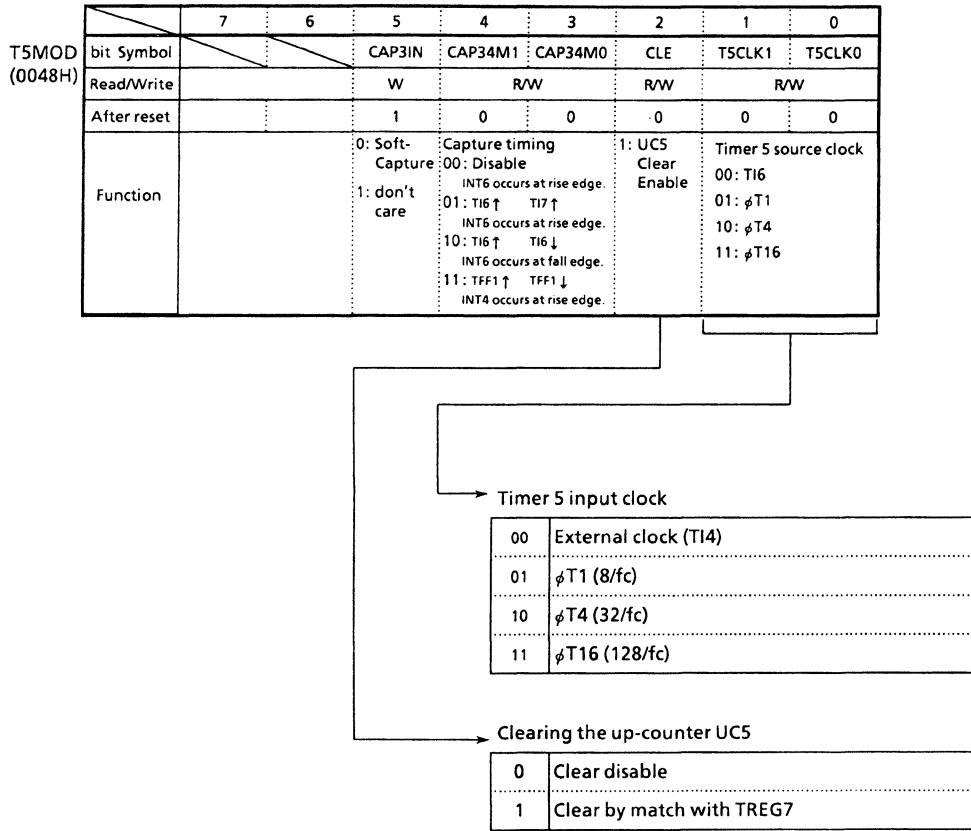 7 6 5 4 3 2 1 0
T5MOD
(0048H)
bit Symbol CAP3IN CAP34M1 CAP34M0 CLE T5CLK1 T5CLK0
Read/Write W R/W R/W R/W
After reset 1 0 0 0 0 0
Function
0: Soft-
Capture
1: don't
care
Capture timing
00: Disable
INT6 occurs at rise edge.
01: TI6↑ TI7↑
INT6 occurs at rise edge.
10: TI6↑ TI6↓
INT6 occurs at fall edge.
11: TFF1↑ TFF1↓
INT4 occurs at rise edge.
1: UC5
Clear
Enable
Timer 5 source clock
00: TI6
01: ϕT1
10: ϕT4
11: ϕT16
Timer 5 input clock
00 External clock (TI4)
01 ϕT1 (8/fc)
10 ϕT4 (32/fc)
11 ϕT16 (128/fc)
Clearing the up-counter UC5
0 Clear disable
1 Clear by match with TREG7